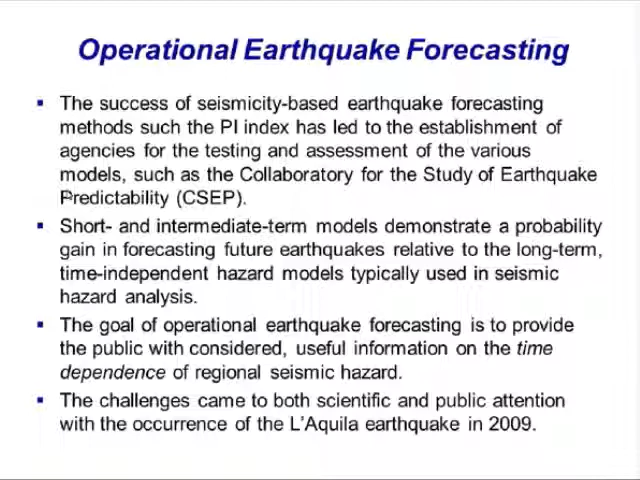 Operational Earthquake Forecasting
▪ The success of seismicity-based earthquake forecasting
methods such the PI index has led to the establishment of
agencies for the testing and assessment of the various
models, such as the Collaboratory for the Study of Earthquake
Predictability (CSEP).
▪ Short- and intermediate-term models demonstrate a probability
gain in forecasting future earthquakes relative to the long-term,
time-independent hazard models typically used in seismic
hazard analysis.
▪ The goal of operational earthquake forecasting is to provide
the public with considered, useful information on the time
dependence of regional seismic hazard.
▪ The challenges came to both scientific and public attention
with the occurrence of the L'Aquila earthquake in 2009.